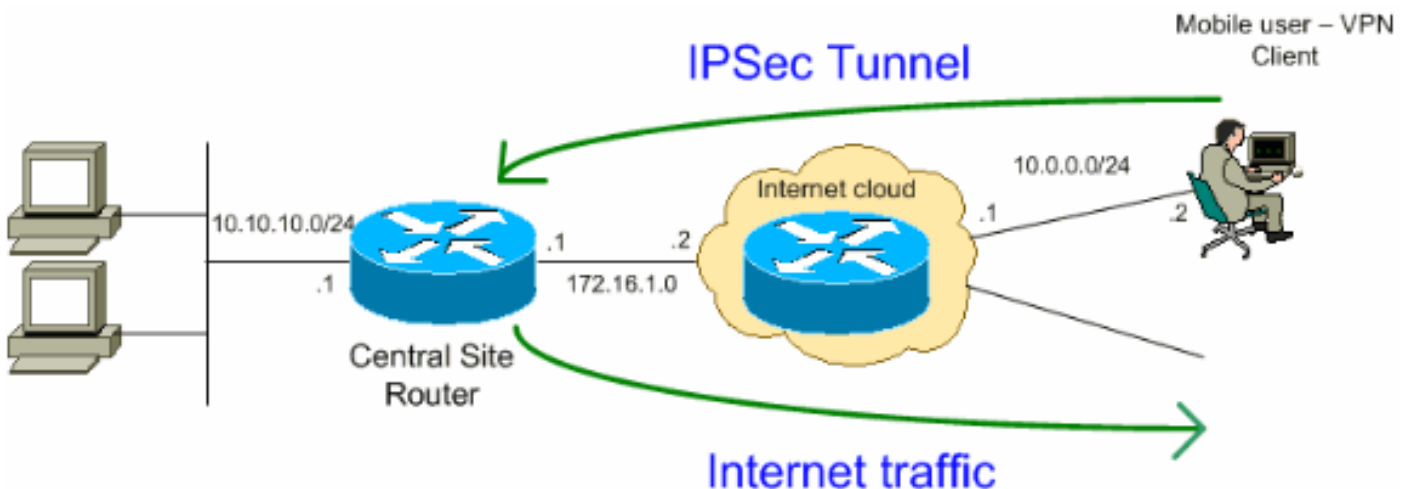 Mobile user – VPN
Client
IPSec Tunnel
10.0.0.0/24
Internet cloud
10.10.10.0/24
.1
.2
.1
.2
172.16.1.0
.1
Central Site
Router
Internet traffic